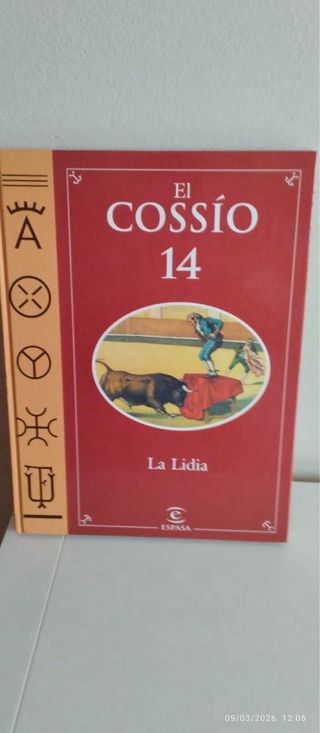 El
COSSÍO
14
La Lidia
ESPASA
09/03/2026 12:05